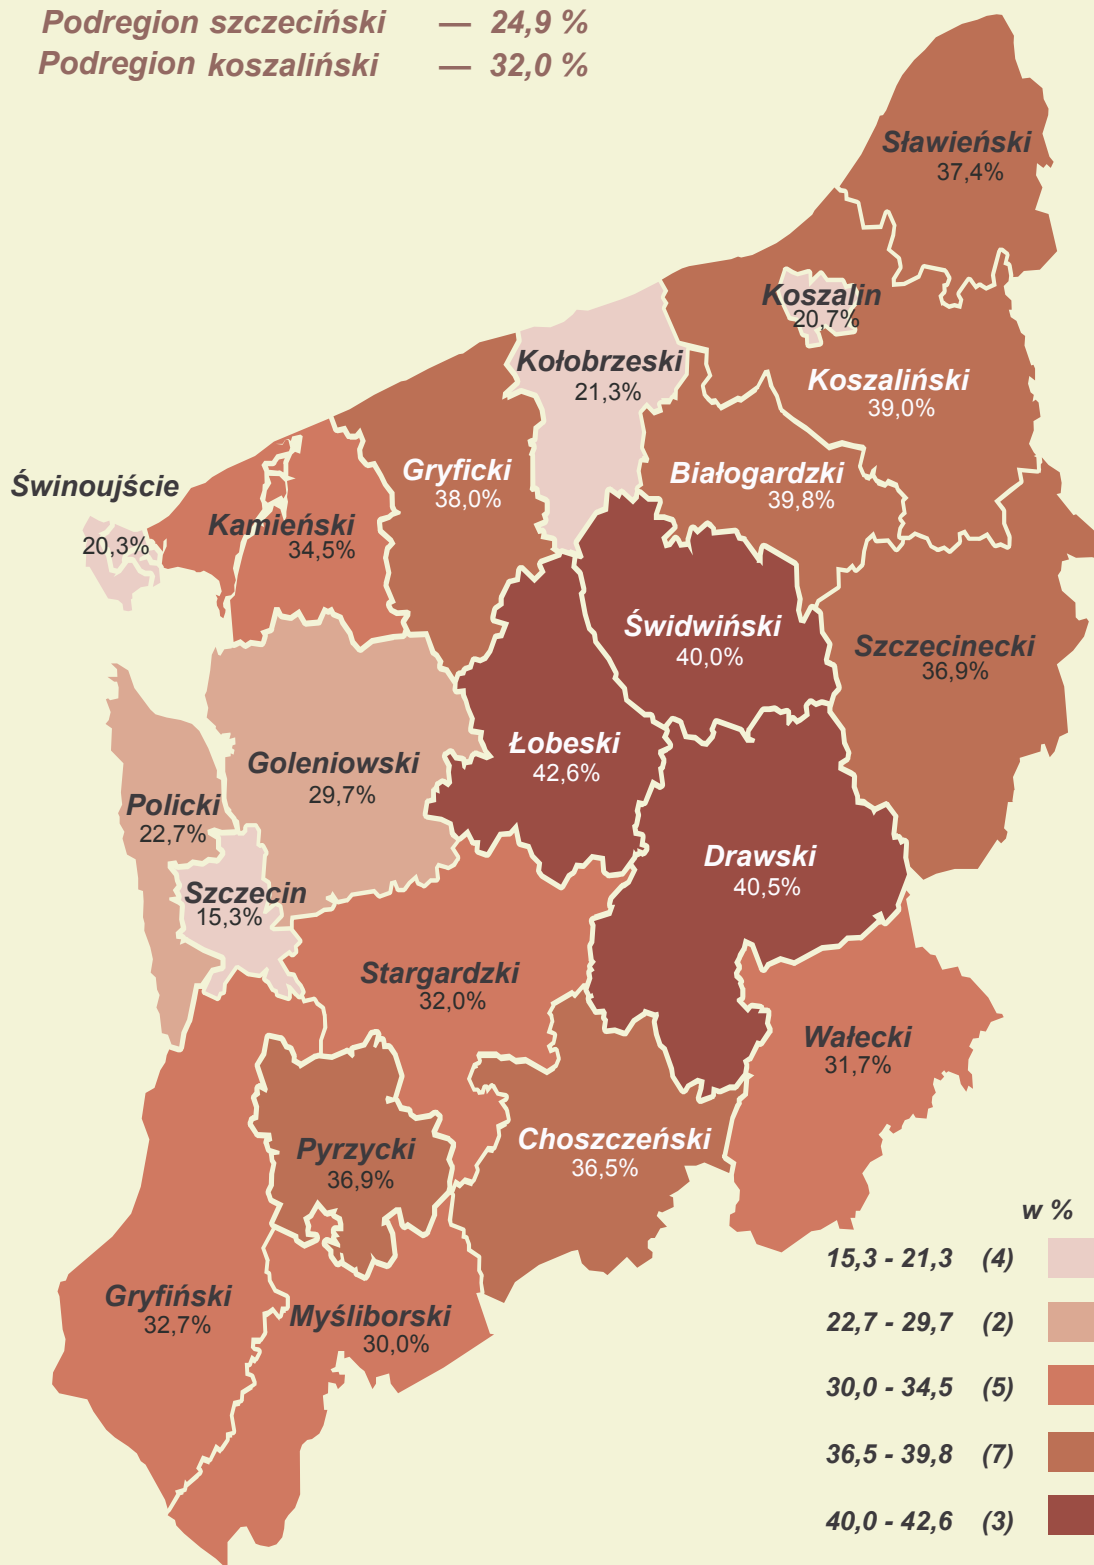 Podregion szczeciński — 24,9 %
Podregion koszaliński — 32,0 %
Sławieński
37,4%
Koszalin
20,7%
Kołobrzeski
21,3%
Koszaliński
39,0%
Gryficki
38,0%
Białogardzki
39,8%
Świnoujście
20,3%
Kamieński
34,5%
Świdwiński
40,0%
Szczecinecki
36,9%
Łobeski
42,6%
Goleniowski
29,7%
Policki
22,7%
Drawski
40,5%
Szczecin
15,3%
Stargardzki
32,0%
Wałecki
31,7%
Choszczeński
36,5%
Pyrzycki
36,9%
Gryfiński
32,7%
Myśliborski
30,0%
w %
15,3 - 21,3 (4)
22,7 - 29,7 (2)
30,0 - 34,5 (5)
36,5 - 39,8 (7)
40,0 - 42,6 (3)